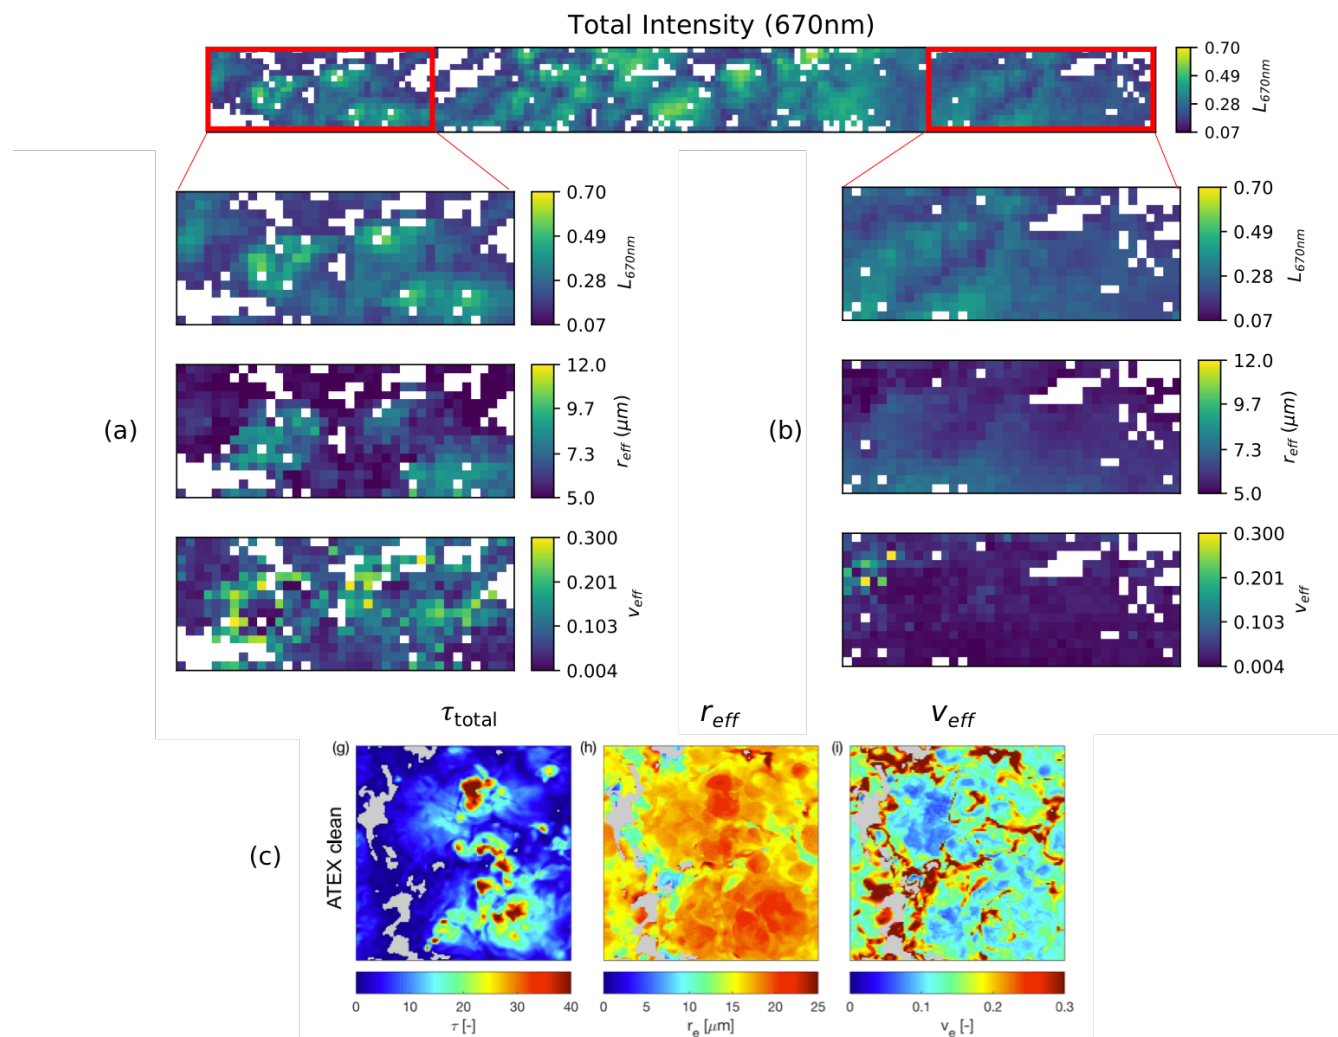 Total Intensity (670nm)
0.70
0.49
0.28
0.07
L670nm
0.70
0.49
0.28
0.07
L670nm
0.70
0.49
0.28
0.07
L670nm
(a)
12.0
9.7
7.3
5.0
reff (μm)
(b)
12.0
9.7
7.3
5.0
reff (μm)
0.300
0.201
0.103
0.004
veff
0.300
0.201
0.103
0.004
veff
τtotal
reff
veff
(g)
(h)
(i)
(c)
ATEX clean
0 10 20 30 40
τ [-]
0 5 10 15 20 25
re [μm]
0 0.1 0.2 0.3
ve [-]